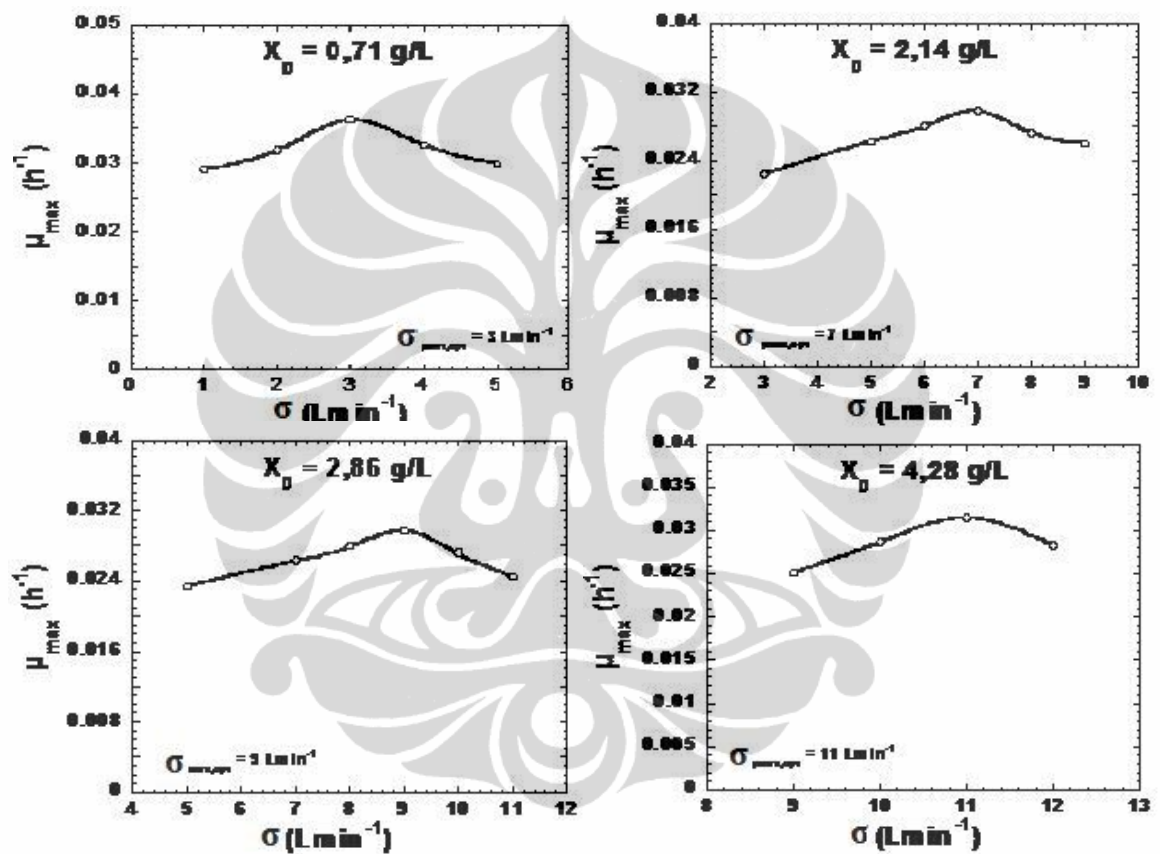 X₀ = 0,71 g/L
μmax (h⁻¹)
0.05
0.04
0.03
0.02
0.01
0
0 1 2 3 4 5 6
σ = 3 Lmin⁻¹
σ (Lmin⁻¹)
X₀ = 2,14 g/L
μmax (h⁻¹)
0.04
0.032
0.024
0.016
0.008
0
2 3 4 5 6 7 8 9 10
σ = 7 Lmin⁻¹
σ (Lmin⁻¹)
X₀ = 2,86 g/L
μmax (h⁻¹)
0.04
0.032
0.024
0.016
0.008
0
4 5 6 7 8 9 10 11 12
σ = 9 Lmin⁻¹
σ (Lmin⁻¹)
X₀ = 4,28 g/L
μmax (h⁻¹)
0.04
0.035
0.03
0.025
0.02
0.015
0.01
0.005
0
8 9 10 11 12 13
σ = 11 Lmin⁻¹
σ (Lmin⁻¹)